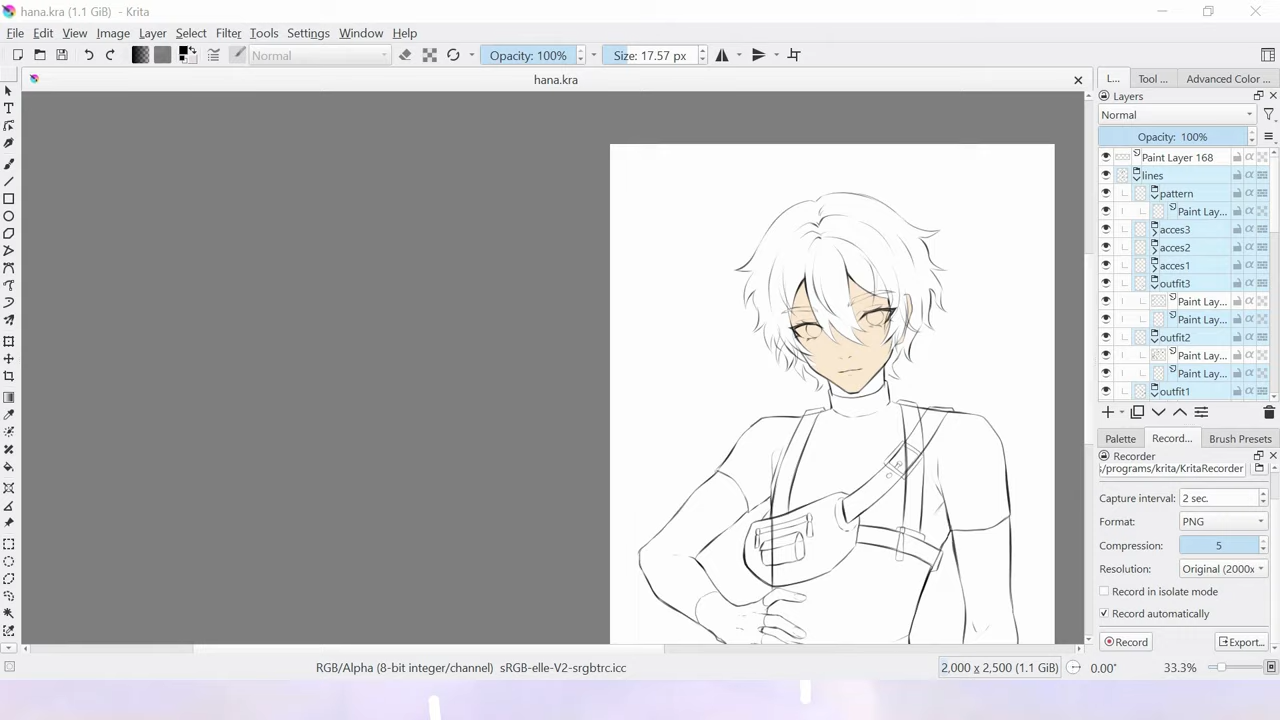 hana.kra (1.1 GiB) - Krita
File Edit View Image Layer Select Filter Tools Settings Window Help
Normal
Opacity: 100%
Size: 17.57 px
hana.kra
L... Tool ... Advanced Color ...
Layers
Normal
Opacity: 100%
Paint Layer 168
lines
pattern
Paint Lay...
acces3
acces2
acces1
outfit3
Paint Lay...
Paint Lay...
outfit2
Paint Lay...
Paint Lay...
outfit1
Palette Record... Brush Presets
Recorder
/programs/krita/KritaRecorder
Capture interval: 2 sec.
Format: PNG
Compression: 5
Resolution: Original (2000x
Record in isolate mode
Record automatically
Record Export...
RGB/Alpha (8-bit integer/channel) sRGB-elle-V2-srgbtrc.icc
2,000 x 2,500 (1.1 GiB)
0.00°
33.3%